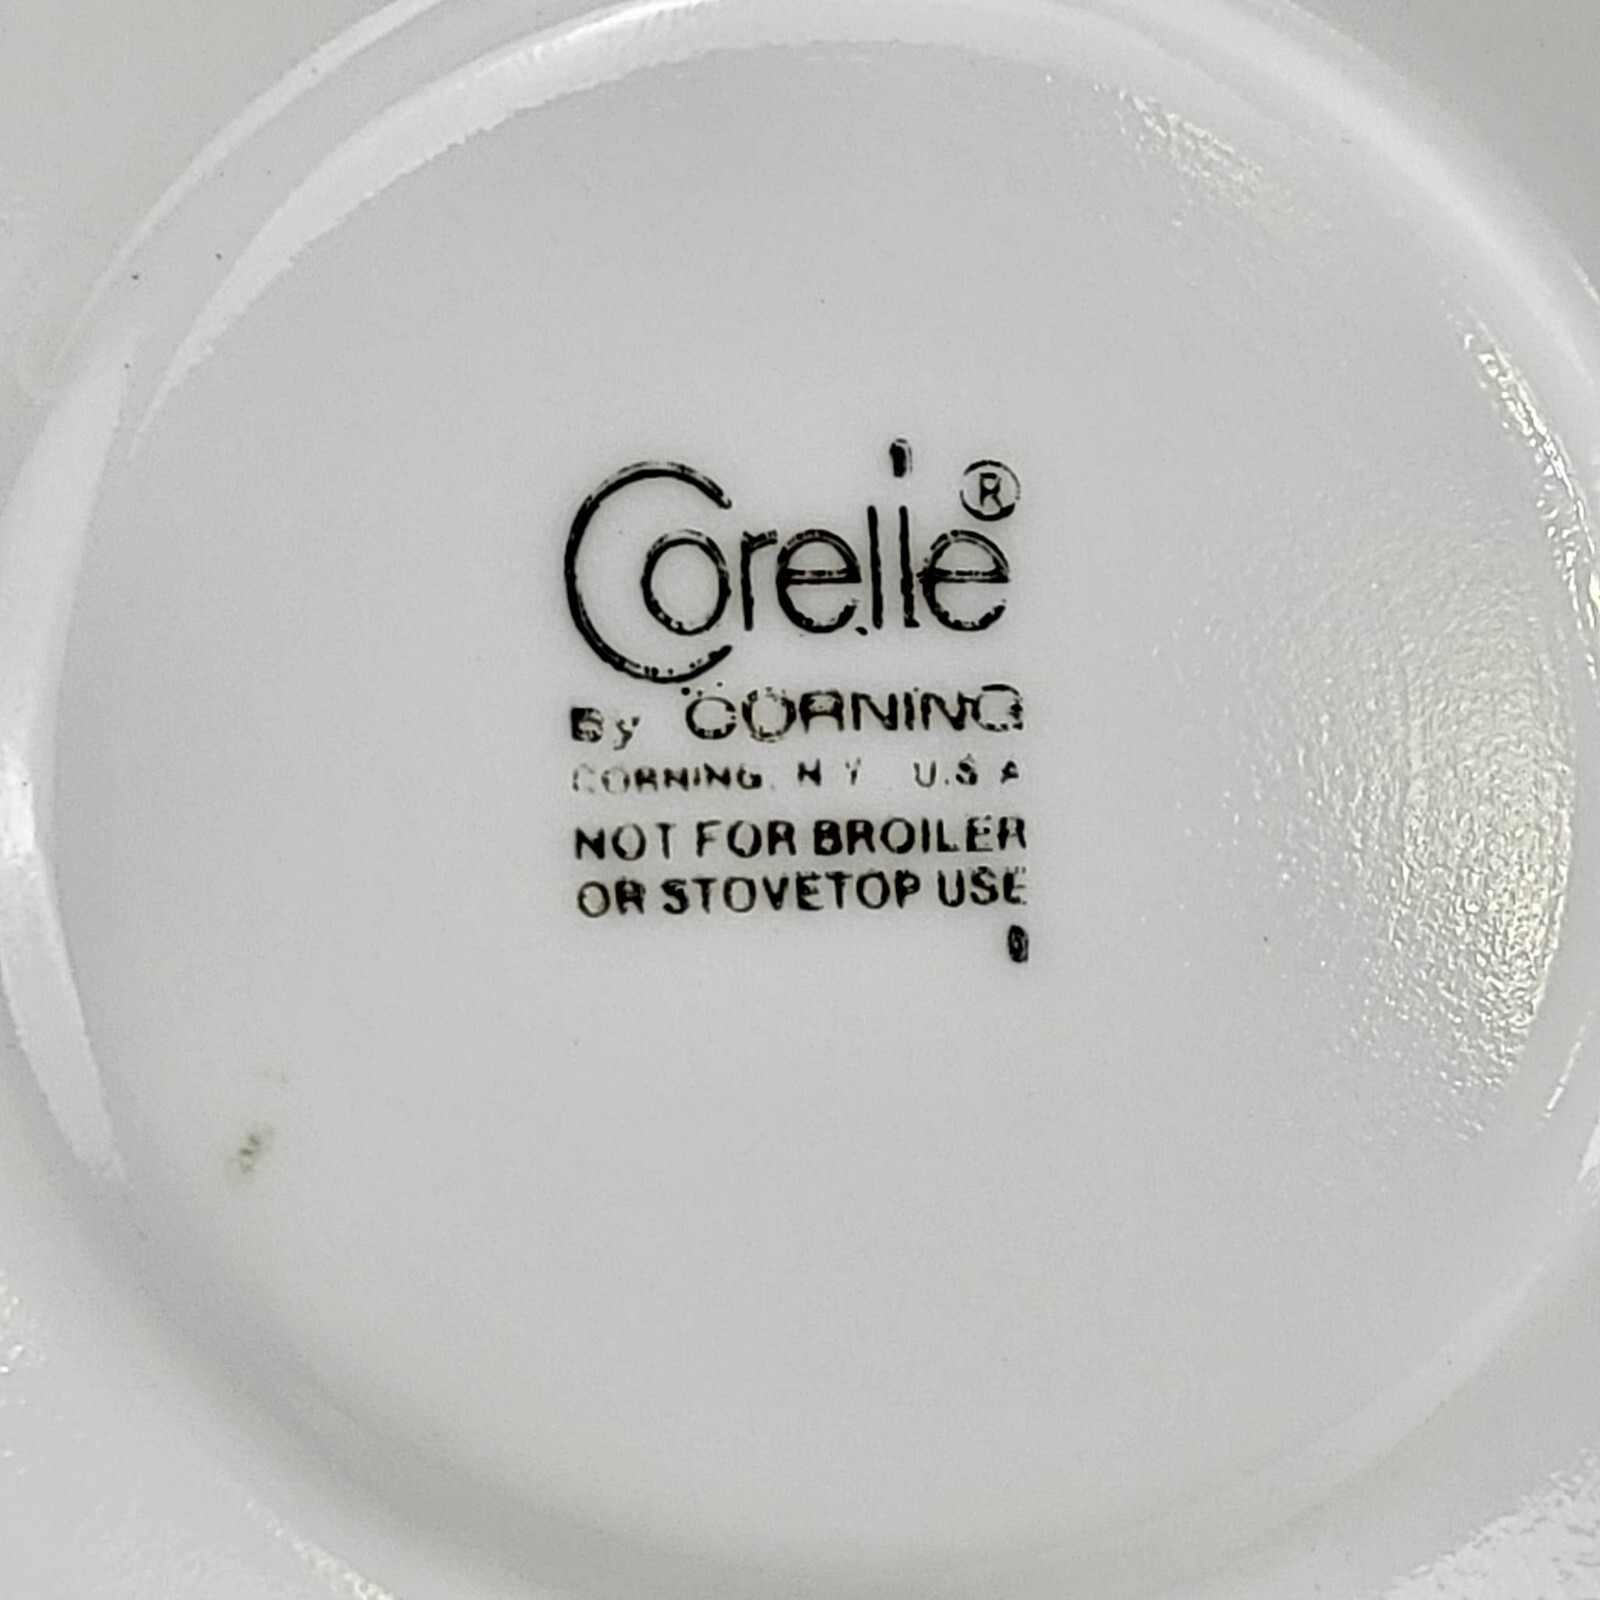 Corelle®
By CORNING
CORNING, N.Y. U.S.A.
NOT FOR BROILER
OR STOVETOP USE